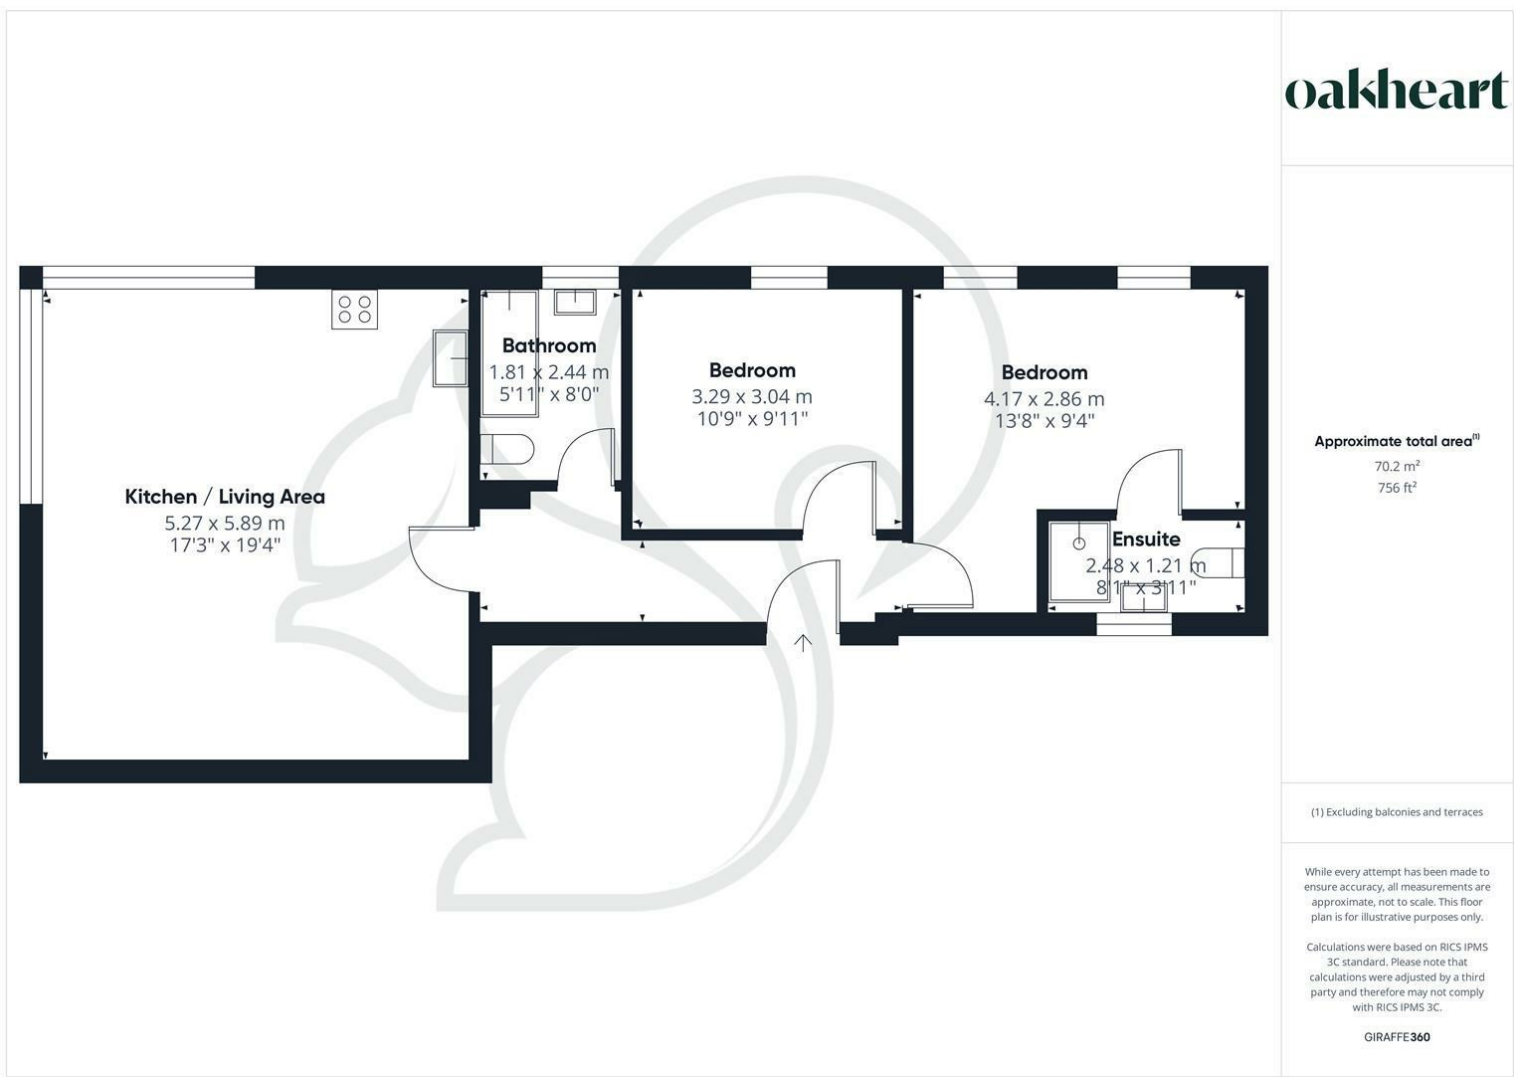 oakheart
Kitchen / Living Area
5.27 x 5.89 m
17'3" x 19'4"
Bathroom
1.81 x 2.44 m
5'11" x 8'0"
Bedroom
3.29 x 3.04 m
10'9" x 9'11"
Bedroom
4.17 x 2.86 m
13'8" x 9'4"
Ensuite
2.48 x 1.21 m
8'1" x 3'11"
Approximate total area⁽¹⁾
70.2 m²
756 ft²
(1) Excluding balconies and terraces
While every attempt has been made to
ensure accuracy, all measurements are
approximate, not to scale. This floor
plan is for illustrative purposes only.
Calculations were based on RICS IPMS
3C standard. Please note that
calculations were adjusted by a third
party and therefore may not comply
with RICS IPMS 3C.
GIRAFFE360